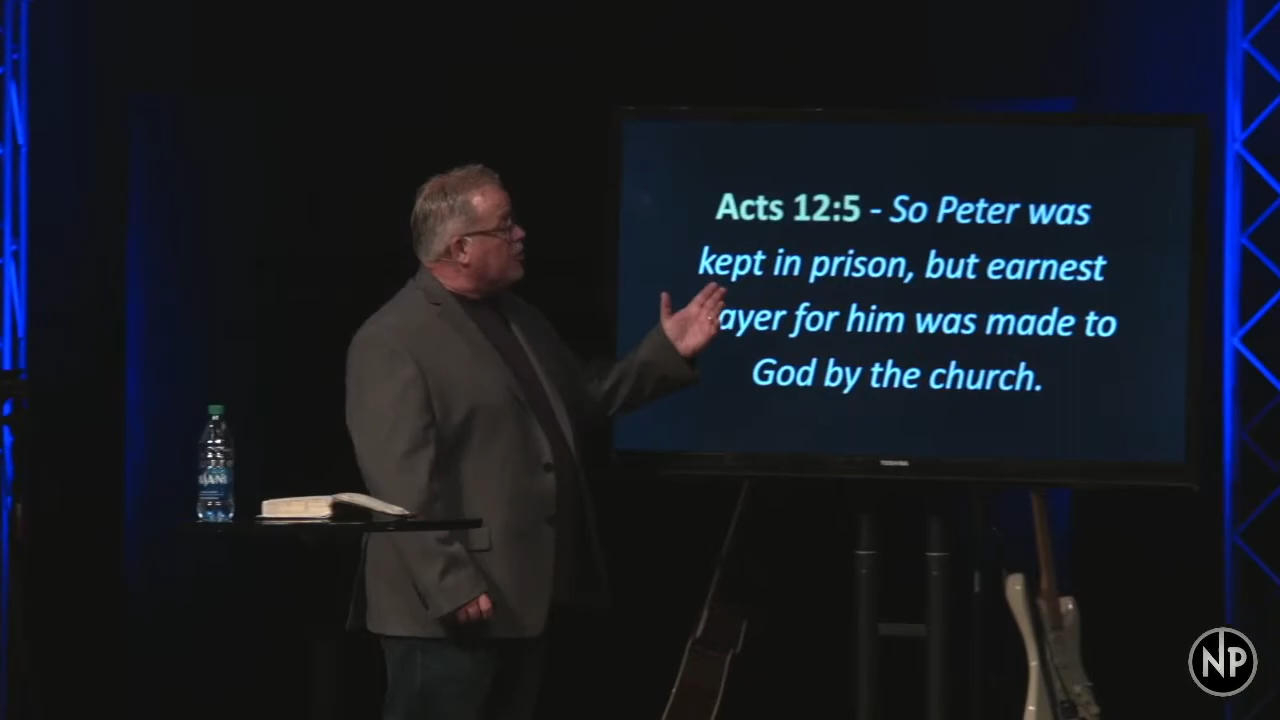 Acts 12:5 - So Peter was
kept in prison, but earnest
ayer for him was made to
God by the church.
TOSHIBA
NP